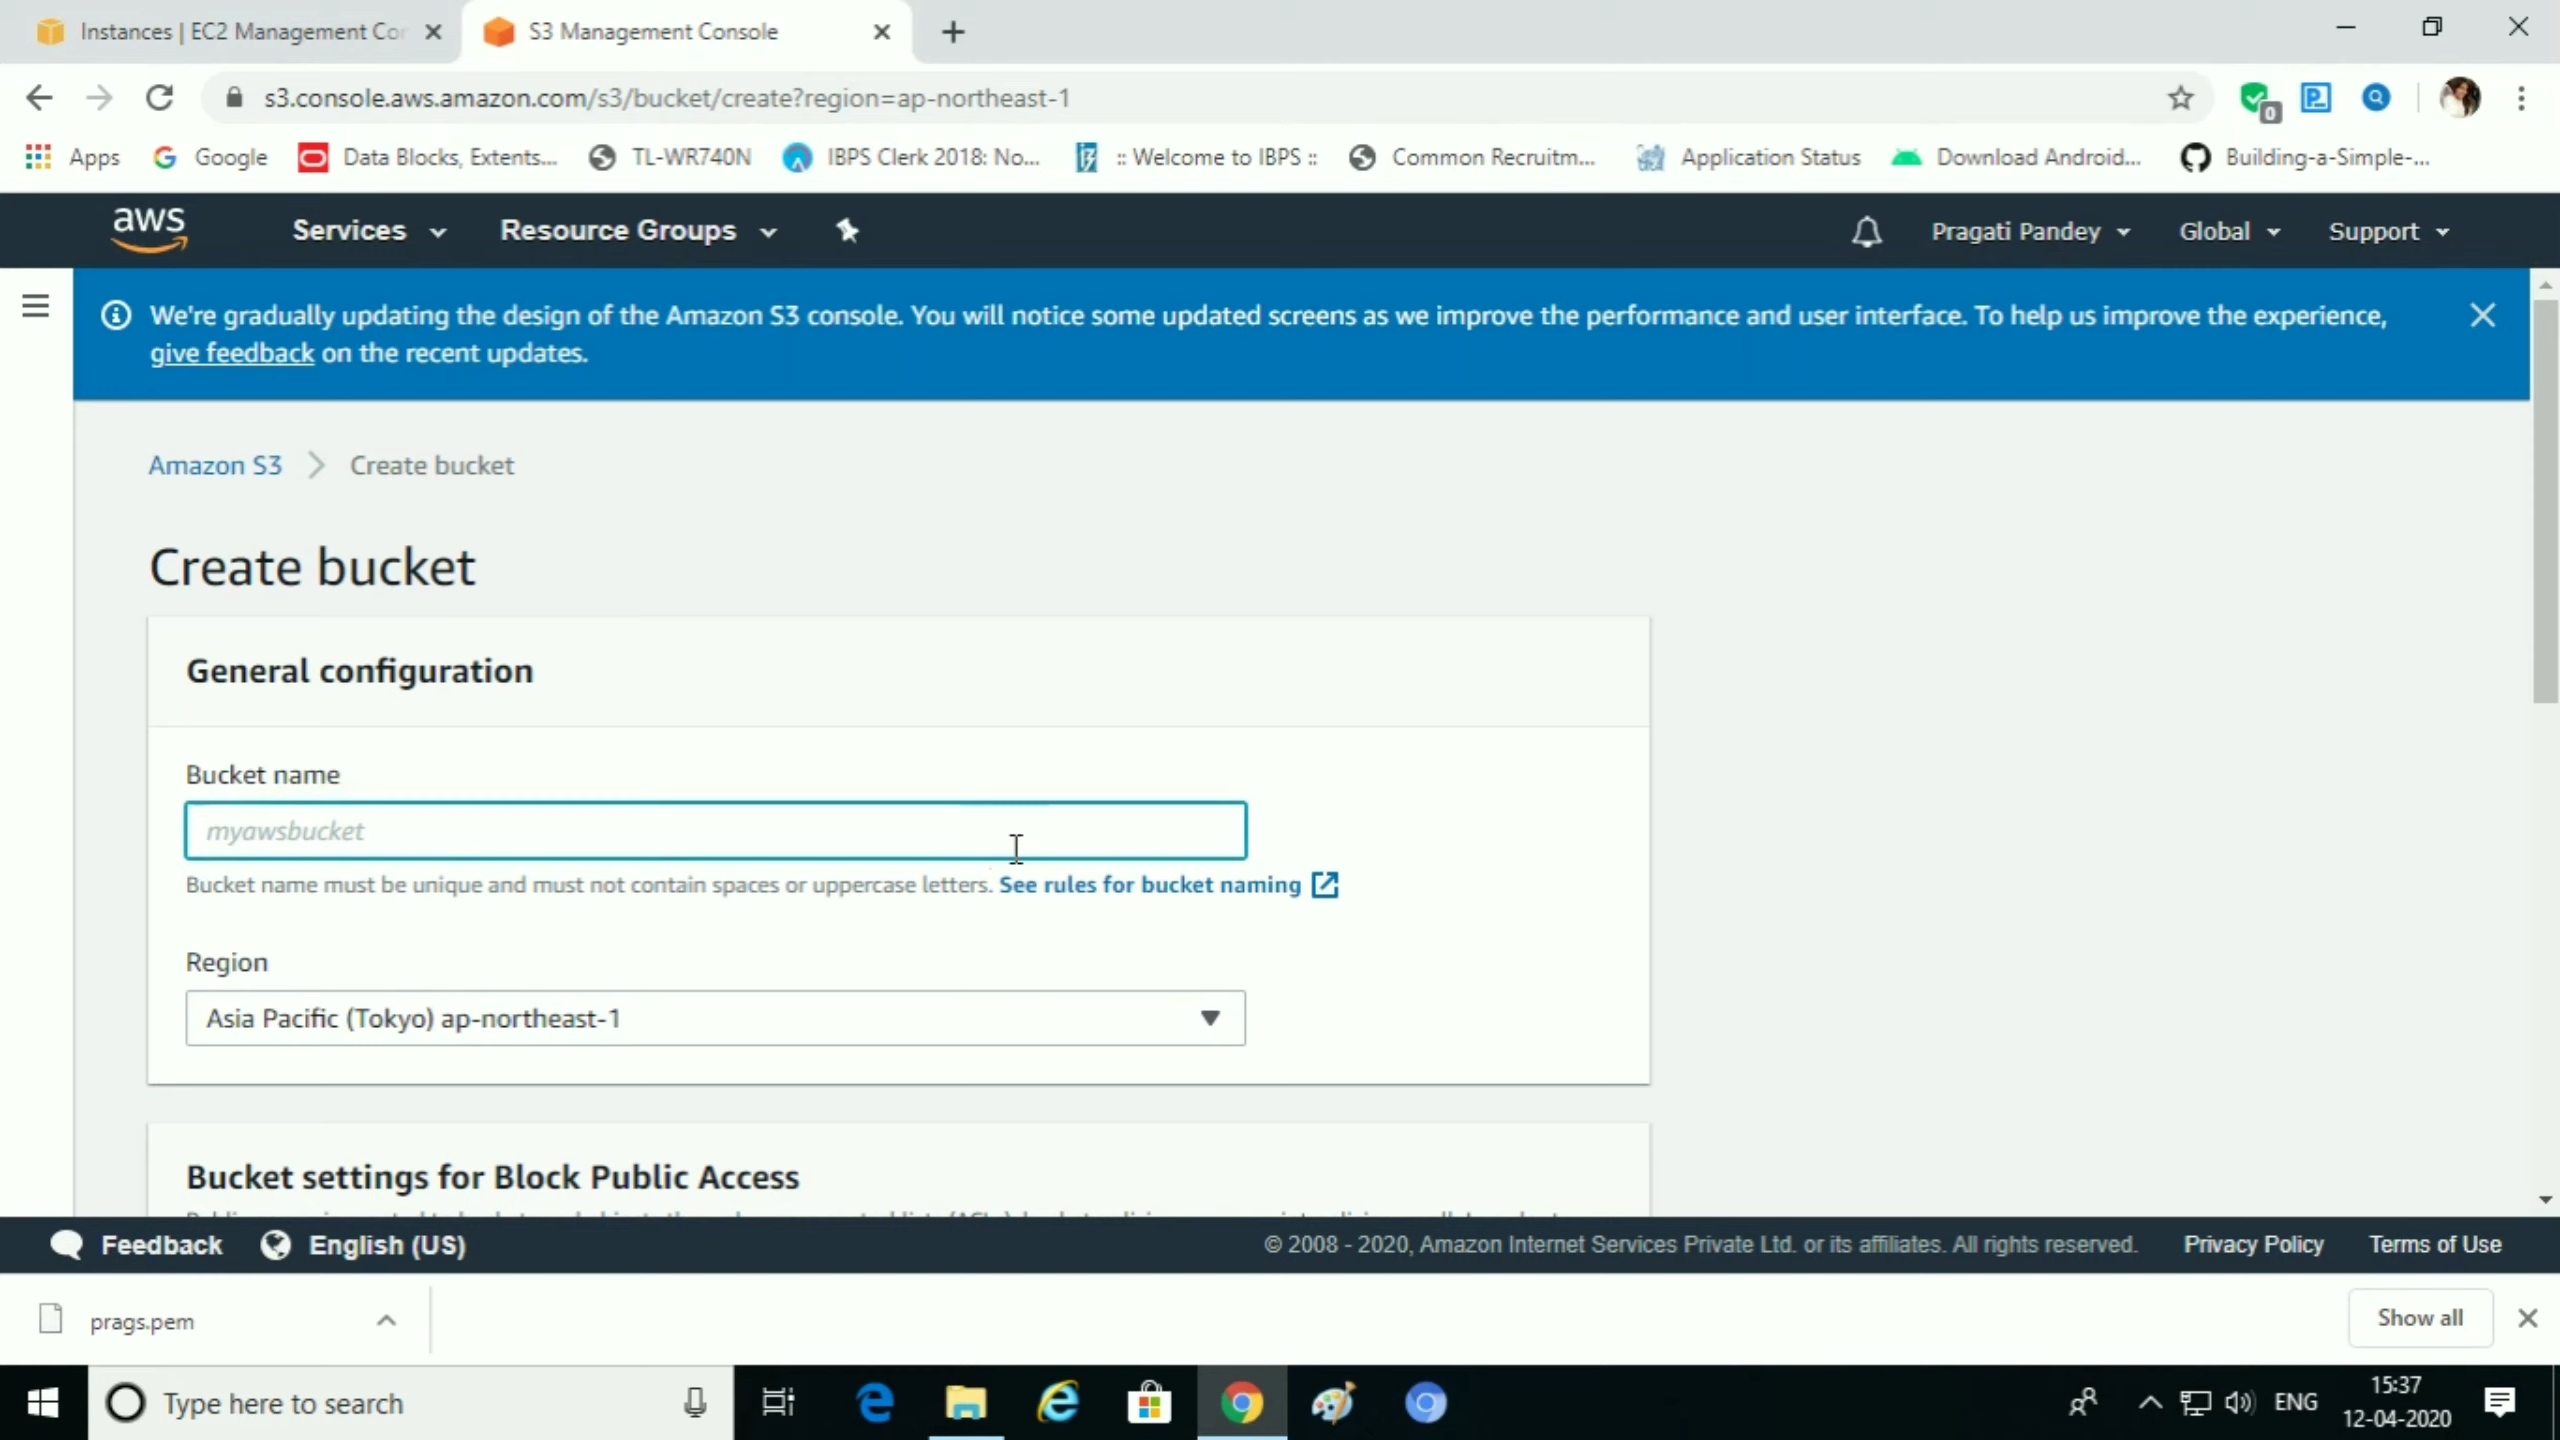 Instances | EC2 Management Co
S3 Management Console
s3.console.aws.amazon.com/s3/bucket/create?region=ap-northeast-1
0
Apps
Google
Data Blocks, Extents...
TL-WR740N
IBPS Clerk 2018: No...
:: Welcome to IBPS ::
Common Recruitm...
Application Status
Download Android...
Building-a-Simple-...
aws
Services
Resource Groups
Pragati Pandey
Global
Support
We're gradually updating the design of the Amazon S3 console. You will notice some updated screens as we improve the performance and user interface. To help us improve the experience,
give feedback on the recent updates.
Amazon S3 > Create bucket
Create bucket
General configuration
Bucket name
myawsbucket
Bucket name must be unique and must not contain spaces or uppercase letters. See rules for bucket naming
Region
Asia Pacific (Tokyo) ap-northeast-1
Bucket settings for Block Public Access
Feedback
English (US)
© 2008 - 2020, Amazon Internet Services Private Ltd. or its affiliates. All rights reserved.
Privacy Policy
Terms of Use
prags.pem
Show all
Type here to search
ENG
15:37
12-04-2020